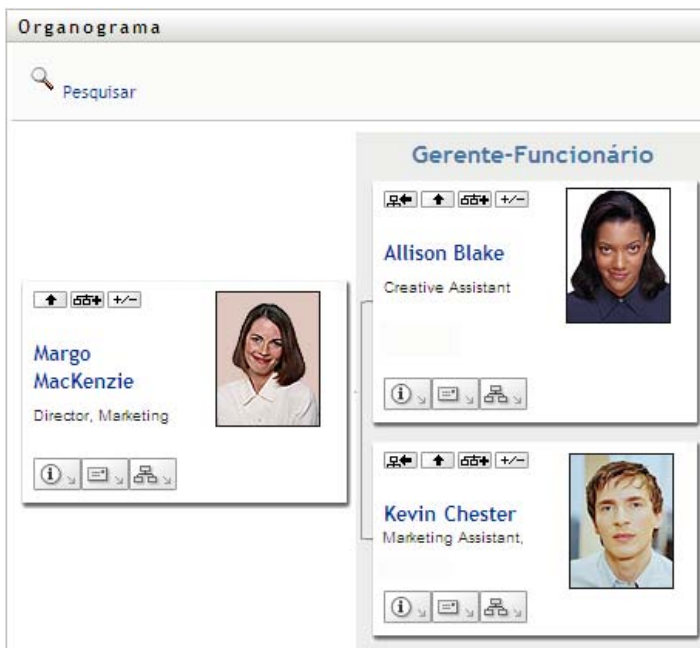 Organograma
Pesquisar
Gerente-Funcionário
+/-
Allison Blake
Creative Assistant
+/-
Margo
MacKenzie
Director, Marketing
+/-
Kevin Chester
Marketing Assistant,